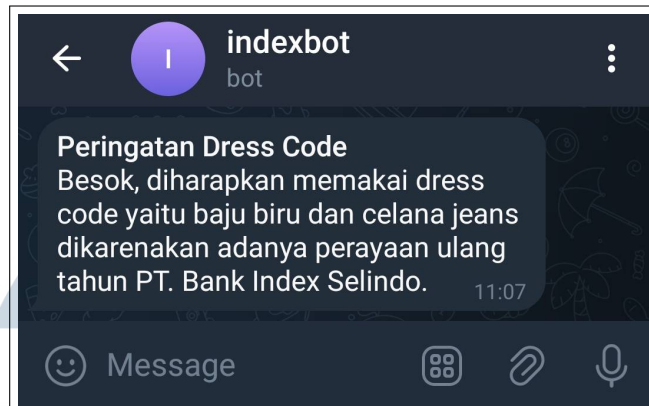 indexbot
I
bot
Peringatan Dress Code
Besok, diharapkan memakai dress
code yaitu baju biru dan celana jeans
dikarenakan adanya perayaan ulang
tahun PT. Bank Index Selindo.
11:07
Message